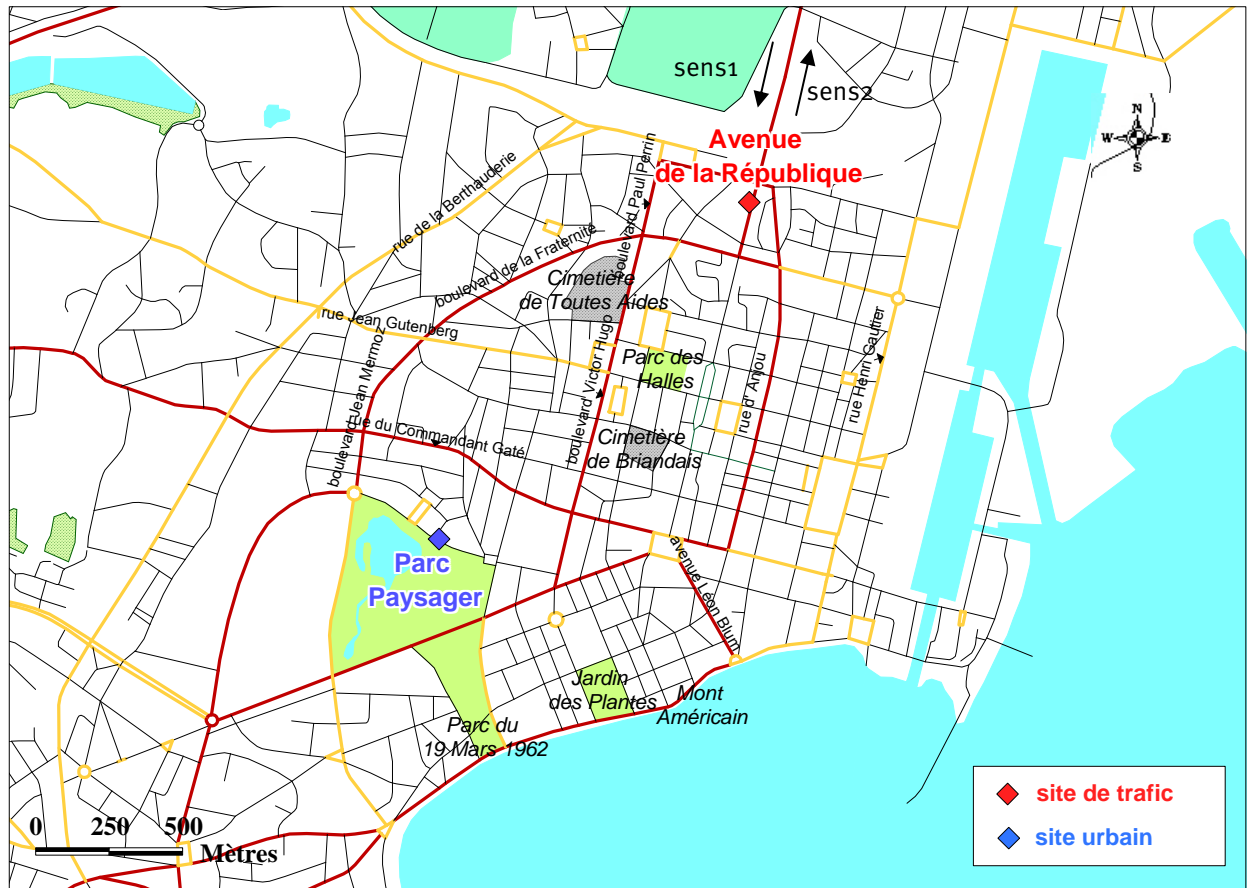 sens1
sens2
N
W E
S
Avenue
de la République
boulevard Paul Perrin
rue de la Berthauderie
boulevard de la Fraternité
Cimetière
de Toutes Aides
rue Jean Gutenberg
boulevard Jean Mermoz
boulevard Victor Hugo
Parc des
Halles
rue d' Anjou
rue Henri Gautier
rue du Commandant Gaté
Cimetière
de Briandais
Parc
Paysager
avenue Léon Blum
Jardin
des Plantes
Mont
Américain
Parc du
19 Mars 1962
site de trafic
site urbain
0 250 500
Mètres